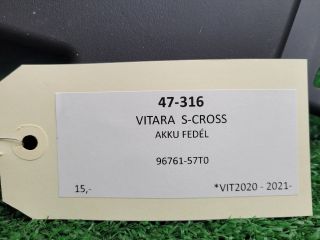 47-316
VITARA S-CROSS
AKKU FEDÉL
96761-57T0
15,- *VIT2020 - 2021-